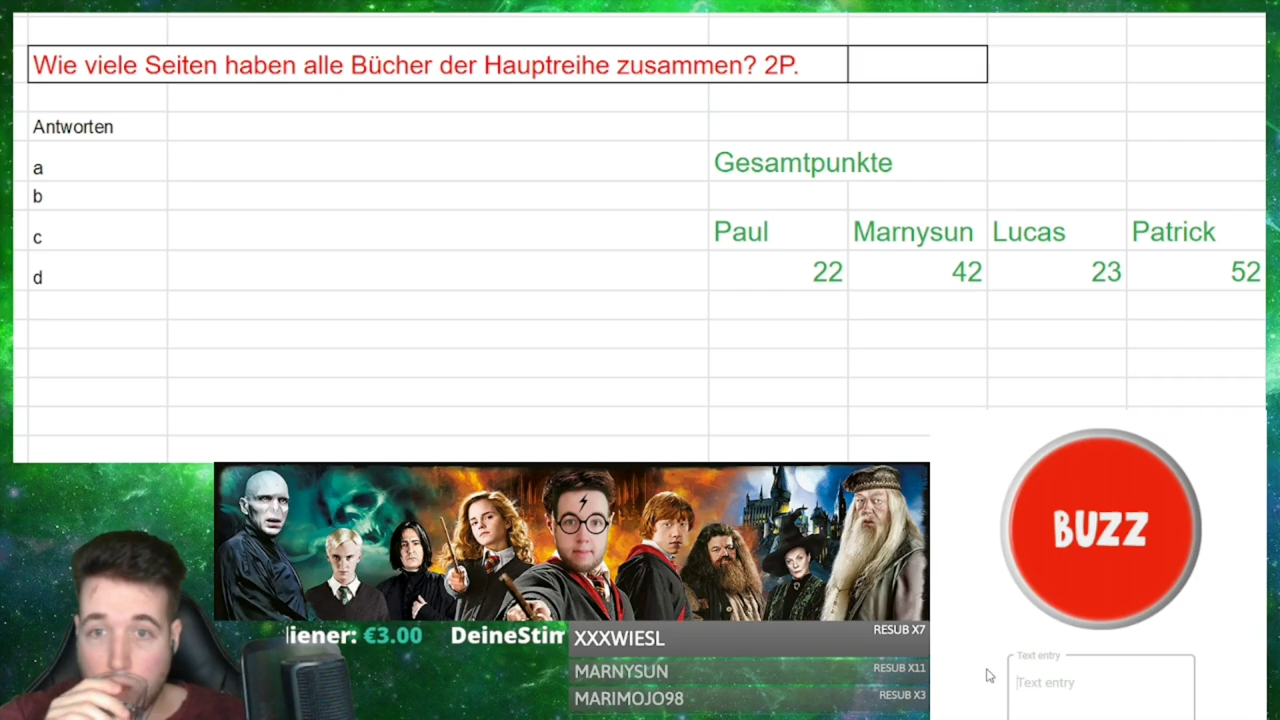 Wie viele Seiten haben alle Bücher der Hauptreihe zusammen? 2P.
Antworten
a
Gesamtpunkte
b
c
Paul
Marnysun
Lucas
Patrick
d
22
42
23
52
BUZZ
iener: €3.00
DeineStim
XXXWIESL
RESUB X7
MARNYSUN
RESUB X11
MARIMOJO98
RESUB X3
Text entry
Text entry